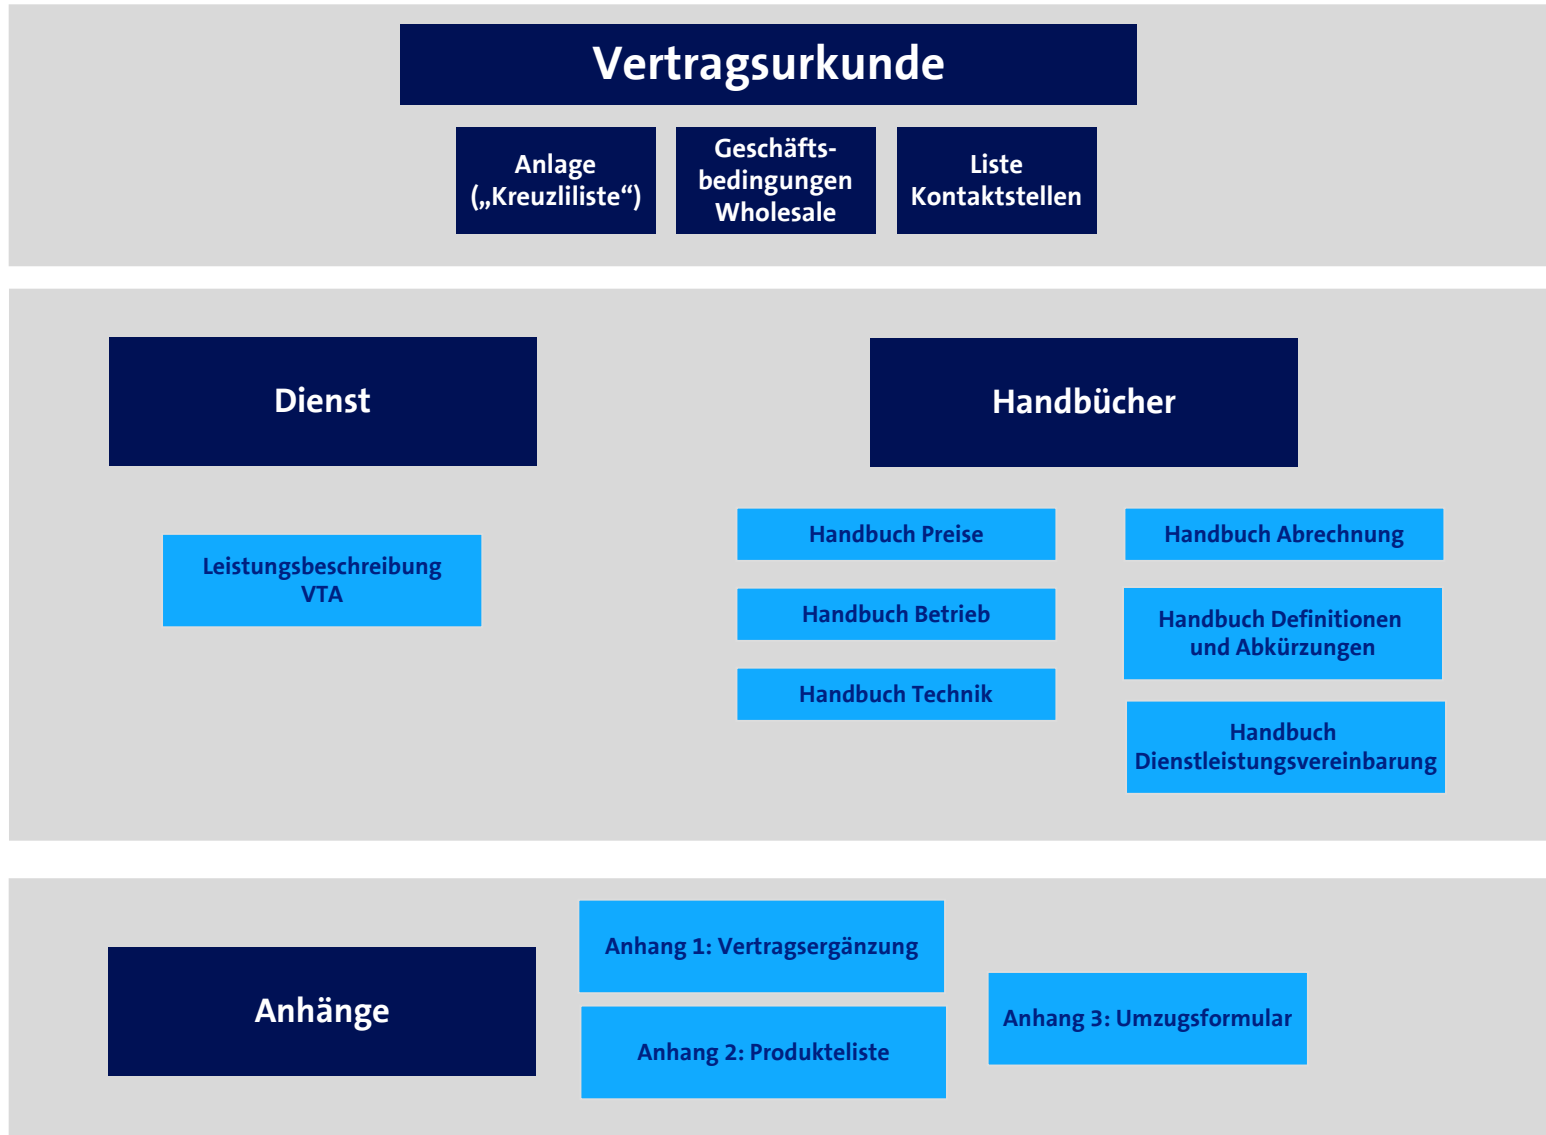 Vertragsurkunde
Anlage
(„Kreuzliliste“)
Geschäfts-
bedingungen
Wholesale
Liste
Kontaktstellen
Dienst
Leistungsbeschreibung
VTA
Handbücher
Handbuch Preise
Handbuch Betrieb
Handbuch Technik
Handbuch Abrechnung
Handbuch Definitionen
und Abkürzungen
Handbuch
Dienstleistungsvereinbarung
Anhänge
Anhang 1: Vertragsergänzung
Anhang 2: Produkteliste
Anhang 3: Umzugsformular